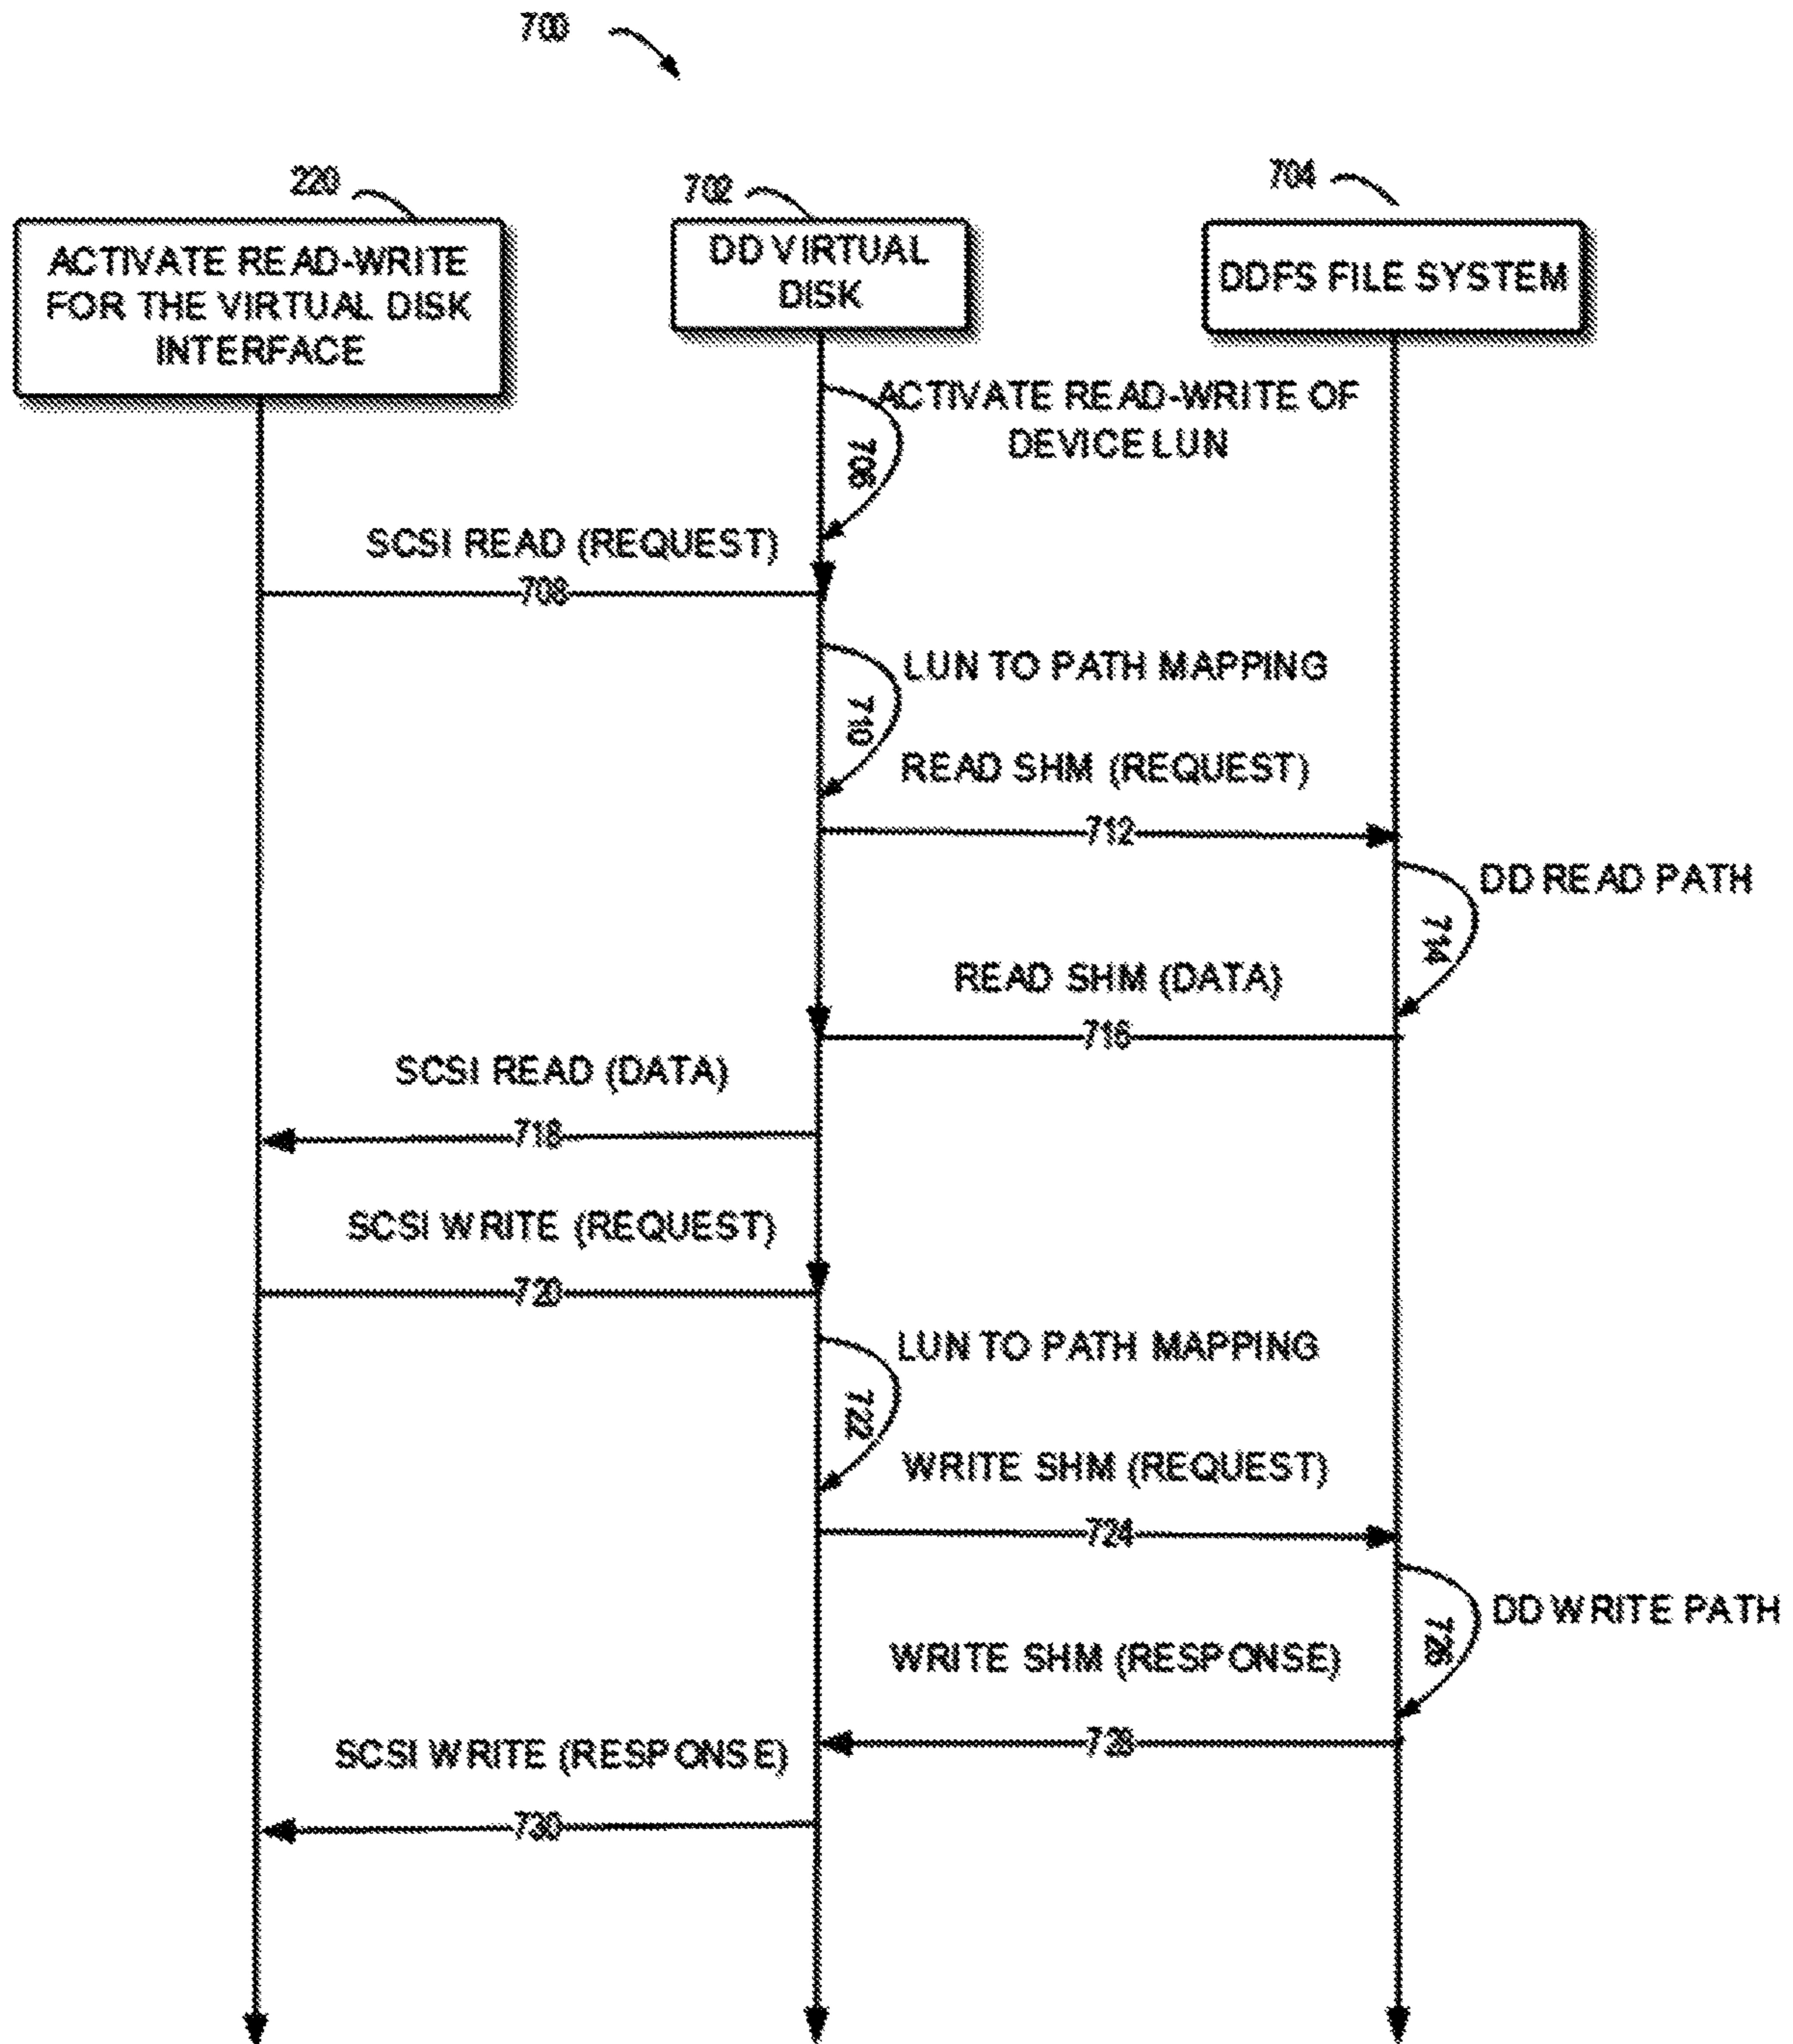 700
220
702
704
ACTIVATE READ-WRITE
FOR THE VIRTUAL DISK
INTERFACE
DD VIRTUAL
DISK
DDFS FILE SYSTEM
ACTIVATE READ-WRITE OF
DEVICE LUN
706
SCSI READ (REQUEST)
708
LUN TO PATH MAPPING
710
READ SHM (REQUEST)
712
DD READ PATH
714
READ SHM (DATA)
716
SCSI READ (DATA)
718
SCSI WRITE (REQUEST)
720
LUN TO PATH MAPPING
722
WRITE SHM (REQUEST)
724
DD WRITE PATH
726
WRITE SHM (RESPONSE)
728
SCSI WRITE (RESPONSE)
730